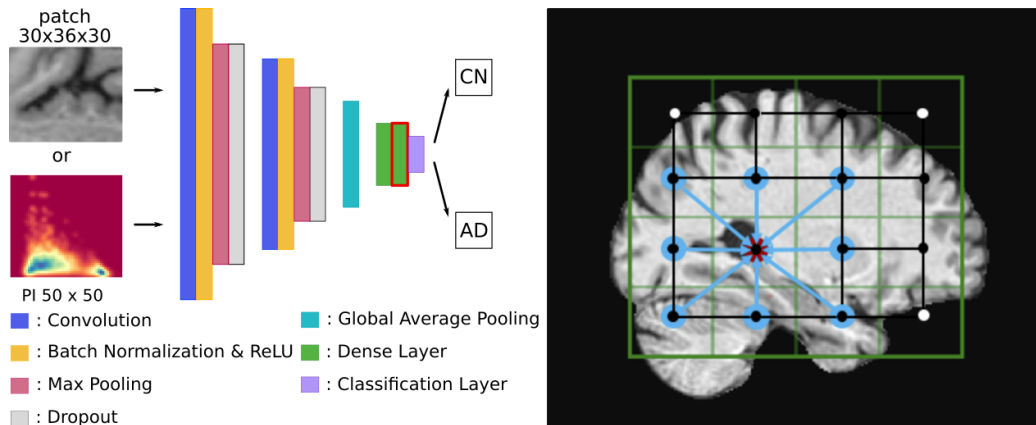 patch
30x36x30
or
PI 50 x 50
CN
AD
: Convolution
: Batch Normalization & ReLU
: Max Pooling
: Dropout
: Global Average Pooling
: Dense Layer
: Classification Layer